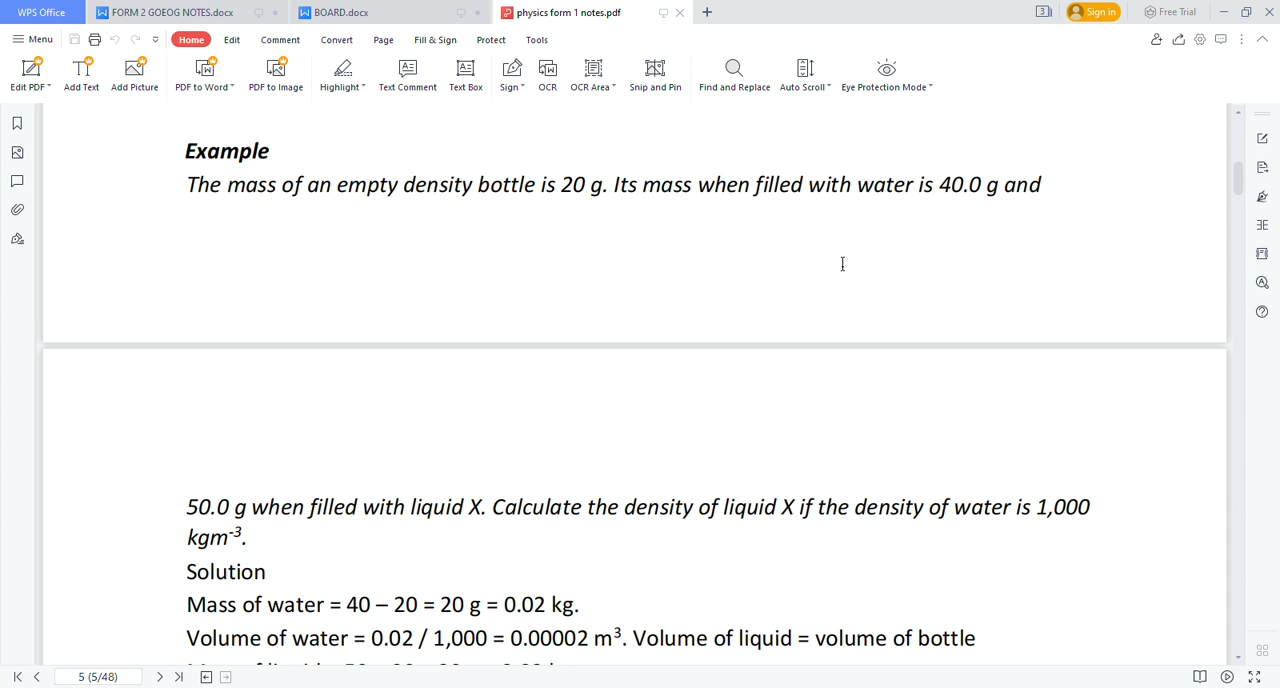 WPS Office FORM 2 GOEOG NOTES.docx BOARD.docx physics form 1 notes.pdf Sign in Free Trial
Menu Home Edit Comment Convert Page Fill & Sign Protect Tools
Edit PDF Add Text Add Picture PDF to Word PDF to Image Highlight Text Comment Text Box Sign OCR OCR Area Snip and Pin Find and Replace Auto Scroll Eye Protection Mode
Example
The mass of an empty density bottle is 20 g. Its mass when filled with water is 40.0 g and
50.0 g when filled with liquid X. Calculate the density of liquid X if the density of water is 1,000
kgm⁻³.
Solution
Mass of water = 40 – 20 = 20 g = 0.02 kg.
Volume of water = 0.02 / 1,000 = 0.00002 m³. Volume of liquid = volume of bottle
5 (5/48)